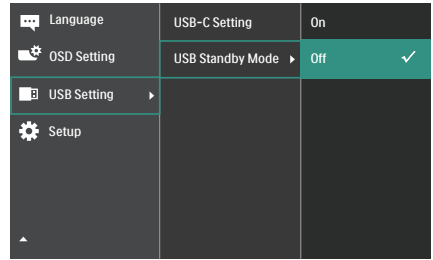 Language
OSD Setting
USB Setting
Setup
USB-C Setting
USB Standby Mode
On
Off